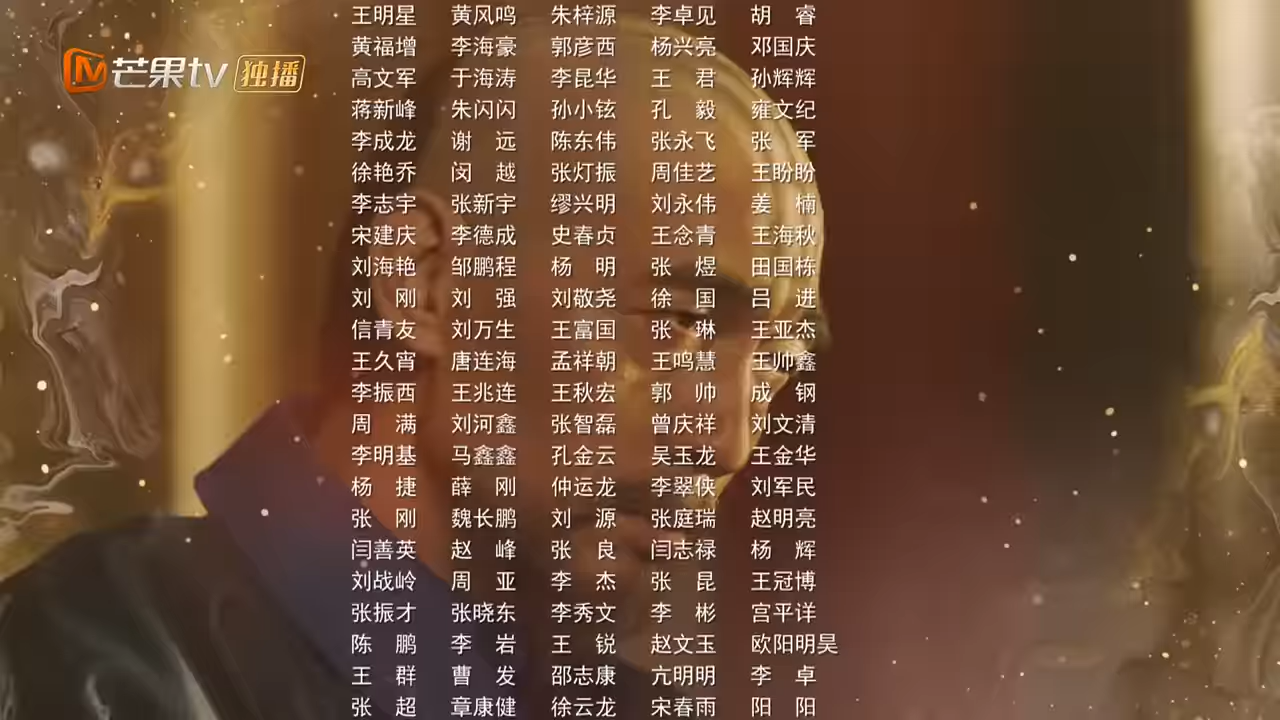 王明星 黄风鸣 朱梓源 李卓见 胡 睿
黄福增 李海豪 郭彦西 杨兴亮 邓国庆
芒果tv 独播
高文军 于海涛 李昆华 王 君 孙辉辉
蒋新峰 朱闪闪 孙小铉 孔 毅 雍文纪
李成龙 谢 远 陈东伟 张永飞 张 军
徐艳乔 闵 越 张灯振 周佳艺 王盼盼
李志宇 张新宇 缪兴明 刘永伟 姜 楠
宋建庆 李德成 史春贞 王念青 王海秋
刘海艳 邹鹏程 杨 明 张 煜 田国栋
刘 刚 刘 强 刘敬尧 徐 国 吕 进
信青友 刘万生 王富国 张 琳 王亚杰
王久宵 唐连海 孟祥朝 王鸣慧 王帅鑫
李振西 王兆连 王秋宏 郭 帅 成 钢
周 满 刘河鑫 张智磊 曾庆祥 刘文清
李明基 马鑫鑫 孔金云 吴玉龙 王金华
杨 捷 薛 刚 仲运龙 李翠侠 刘军民
张 刚 魏长鹏 刘 源 张庭瑞 赵明亮
闫善英 赵 峰 张 良 闫志禄 杨 辉
刘战岭 周 亚 李 杰 张 昆 王冠博
张振才 张晓东 李秀文 李 彬 宫平详
陈 鹏 李 岩 王 锐 赵文玉 欧阳明昊
王 群 曹 发 邵志康 亢明明 李 卓
张 超 章康健 徐云龙 宋春雨 阳 阳